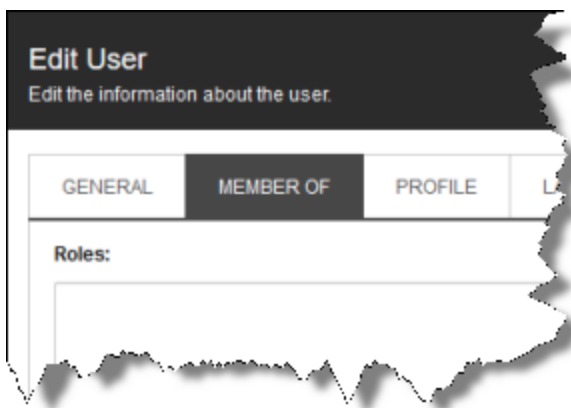 Edit User
Edit the information about the user.
GENERAL MEMBER OF PROFILE
Roles: